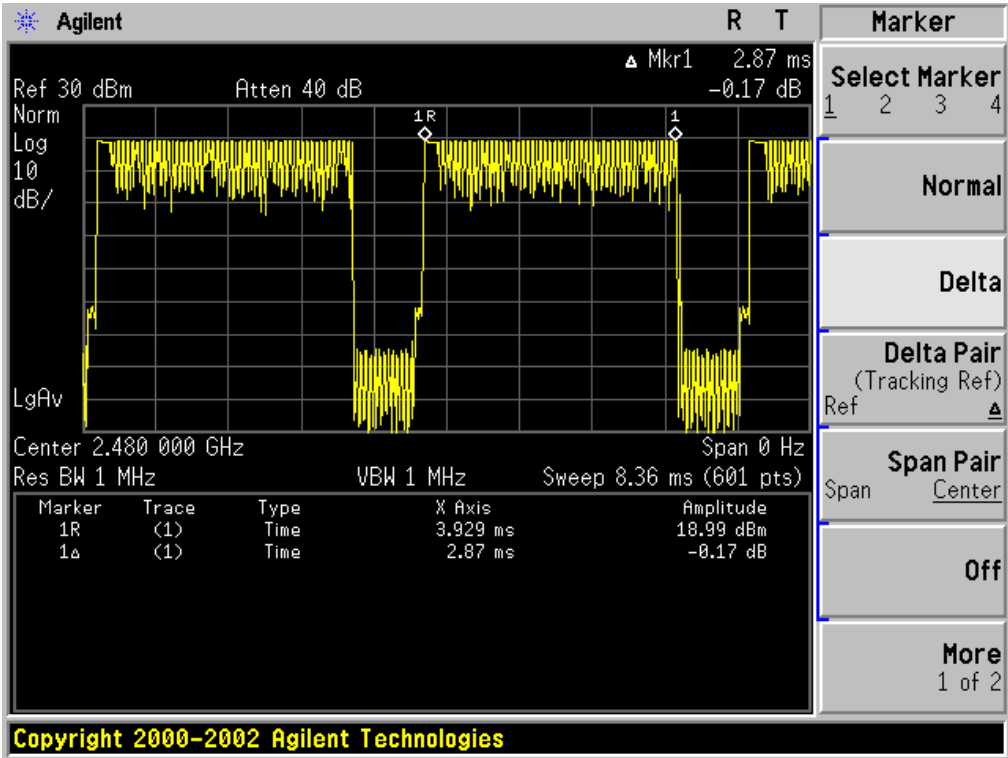 Agilent R T
Δ Mkr1 2.87 ms
Ref 30 dBm Atten 40 dB -0.17 dB
Norm
Log
10
dB/
1R 1
LgAv
Center 2.480 000 GHz Span 0 Hz
Res BW 1 MHz VBW 1 MHz Sweep 8.36 ms (601 pts)
Marker Trace Type X Axis Amplitude
1R (1) Time 3.929 ms 18.99 dBm
1Δ (1) Time 2.87 ms -0.17 dB
Marker
Select Marker
1 2 3 4
Normal
Delta
Delta Pair
(Tracking Ref)
Ref Δ
Span Pair
Span Center
Off
More
1 of 2
Copyright 2000-2002 Agilent Technologies